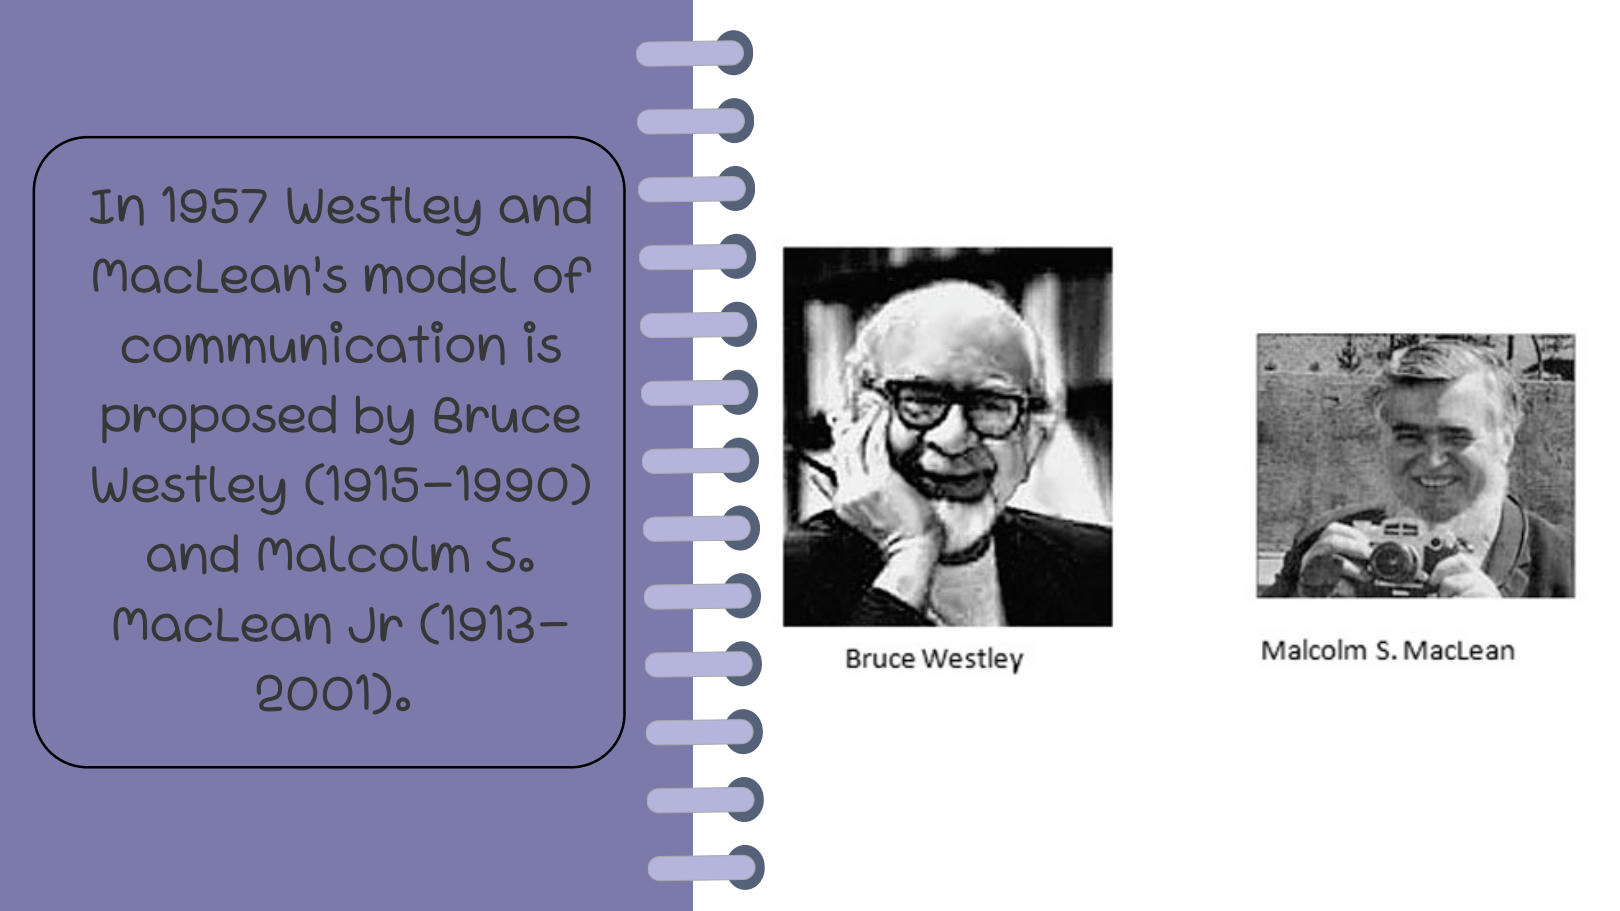 In 1957 Westley and
MacLean's model of
communication is
proposed by Bruce
Westley (1915–1990)
and Malcolm S.
MacLean Jr (1913–
2001).
Bruce Westley
Malcolm S. MacLean